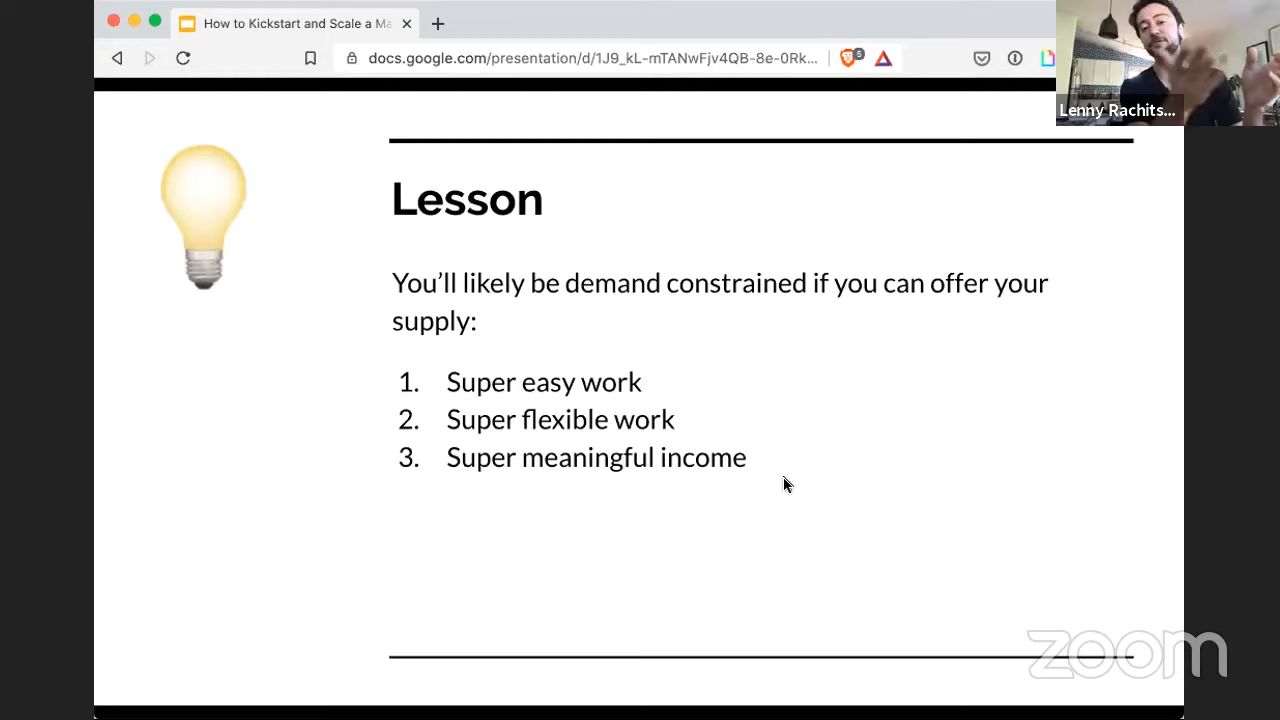 How to Kickstart and Scale a Ma
docs.google.com/presentation/d/1J9_kL-mTANwFjv4QB-8e-0Rk...
5
Lenny Rachits...
Lesson
You’ll likely be demand constrained if you can offer your
supply:
1. Super easy work
2. Super flexible work
3. Super meaningful income
zoom